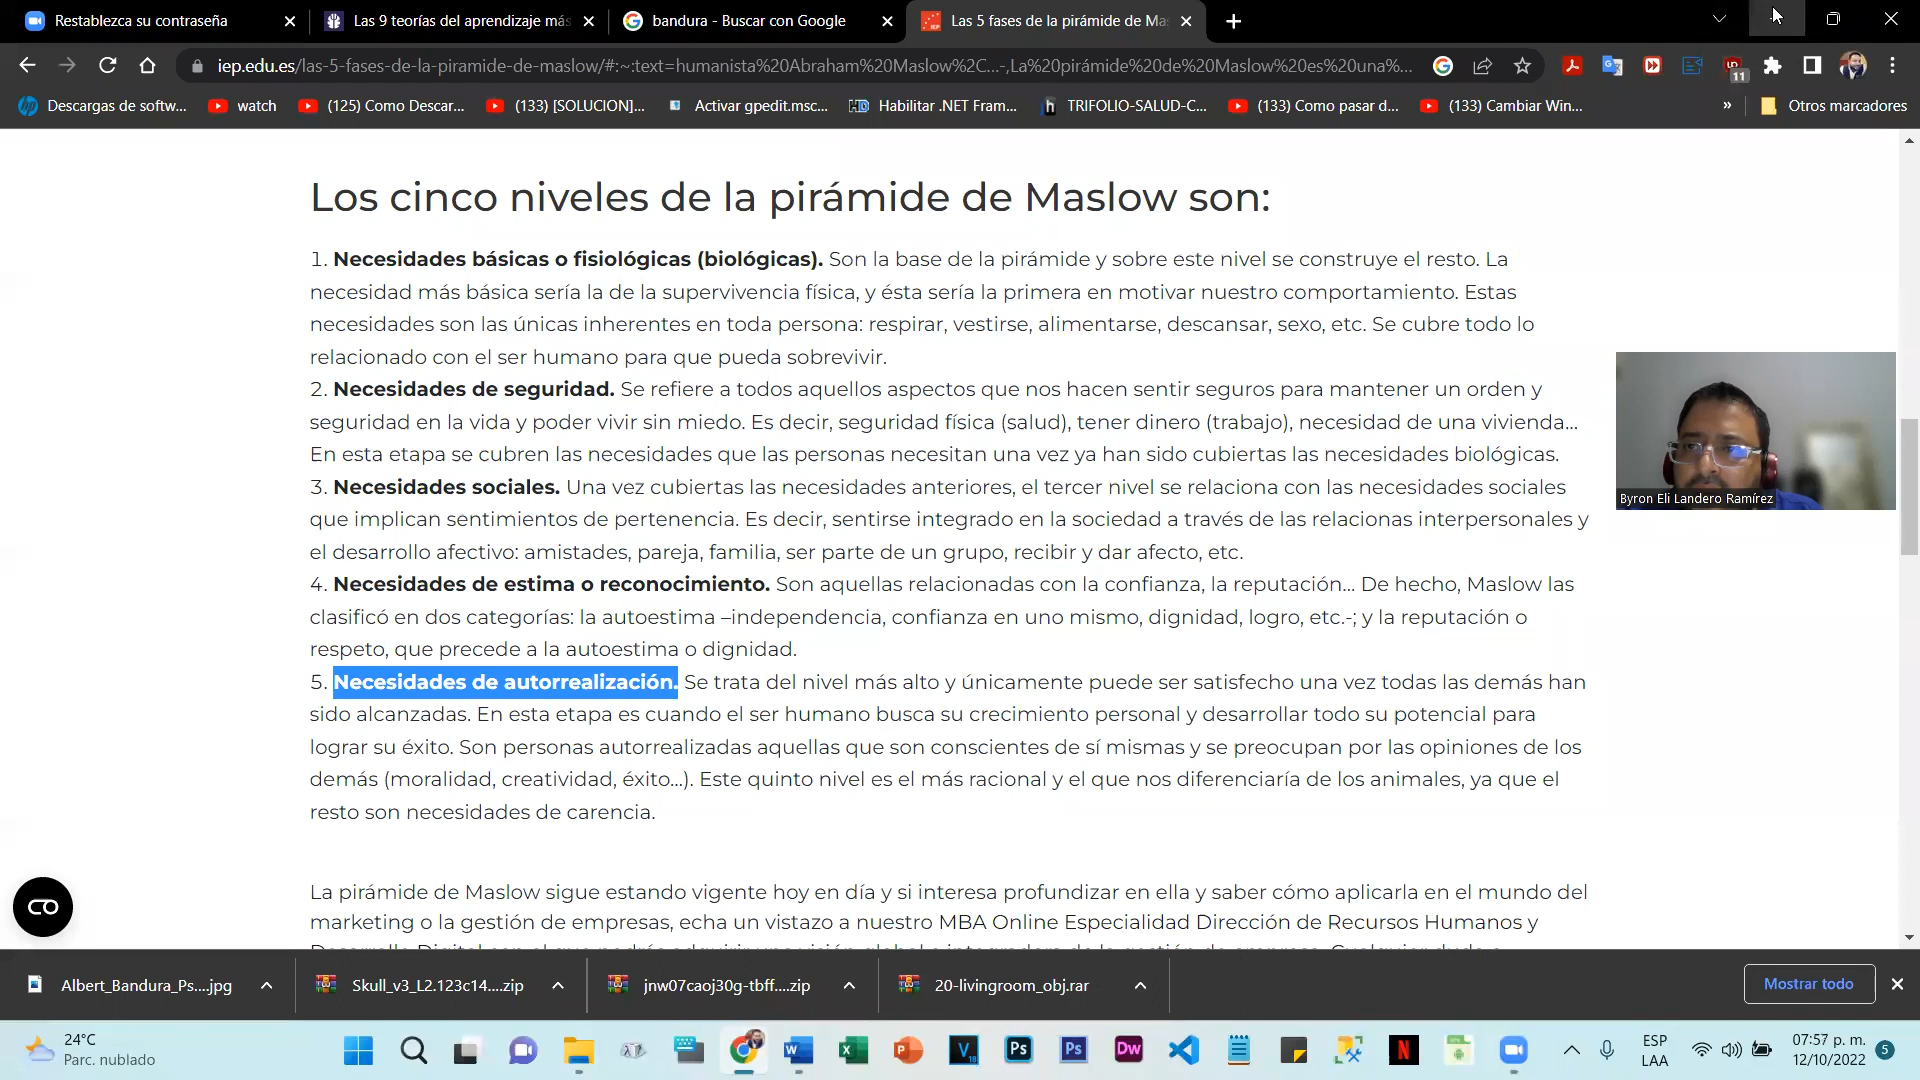 Restablezca su contraseña
Las 9 teorías del aprendizaje más
bandura - Buscar con Google
Las 5 fases de la pirámide de Mas
iep.edu.es/las-5-fases-de-la-piramide-de-maslow/#:~:text=humanista%20Abraham%20Maslow%2C...-,La%20pirámide%20de%20Maslow%20es%20una%...
11
Descargas de softw...
watch
(125) Como Descar...
(133) [SOLUCION]...
Activar gpedit.msc...
Habilitar .NET Fram...
TRIFOLIO-SALUD-C...
(133) Como pasar d...
(133) Cambiar Win...
»
Otros marcadores
Los cinco niveles de la pirámide de Maslow son:
1. Necesidades básicas o fisiológicas (biológicas). Son la base de la pirámide y sobre este nivel se construye el resto. La
necesidad más básica sería la de la supervivencia física, y ésta sería la primera en motivar nuestro comportamiento. Estas
necesidades son las únicas inherentes en toda persona: respirar, vestirse, alimentarse, descansar, sexo, etc. Se cubre todo lo
relacionado con el ser humano para que pueda sobrevivir.
2. Necesidades de seguridad. Se refiere a todos aquellos aspectos que nos hacen sentir seguros para mantener un orden y
seguridad en la vida y poder vivir sin miedo. Es decir, seguridad física (salud), tener dinero (trabajo), necesidad de una vivienda...
En esta etapa se cubren las necesidades que las personas necesitan una vez ya han sido cubiertas las necesidades biológicas.
3. Necesidades sociales. Una vez cubiertas las necesidades anteriores, el tercer nivel se relaciona con las necesidades sociales
que implican sentimientos de pertenencia. Es decir, sentirse integrado en la sociedad a través de las relacionas interpersonales y
el desarrollo afectivo: amistades, pareja, familia, ser parte de un grupo, recibir y dar afecto, etc.
4. Necesidades de estima o reconocimiento. Son aquellas relacionadas con la confianza, la reputación... De hecho, Maslow las
clasificó en dos categorías: la autoestima –independencia, confianza en uno mismo, dignidad, logro, etc.-; y la reputación o
respeto, que precede a la autoestima o dignidad.
5. Necesidades de autorrealización. Se trata del nivel más alto y únicamente puede ser satisfecho una vez todas las demás han
sido alcanzadas. En esta etapa es cuando el ser humano busca su crecimiento personal y desarrollar todo su potencial para
lograr su éxito. Son personas autorrealizadas aquellas que son conscientes de sí mismas y se preocupan por las opiniones de los
demás (moralidad, creatividad, éxito...). Este quinto nivel es el más racional y el que nos diferenciaría de los animales, ya que el
resto son necesidades de carencia.
Byron Eli Landero Ramírez
La pirámide de Maslow sigue estando vigente hoy en día y si interesa profundizar en ella y saber cómo aplicarla en el mundo del
marketing o la gestión de empresas, echa un vistazo a nuestro MBA Online Especialidad Dirección de Recursos Humanos y
Albert_Bandura_Ps....jpg
Skull_v3_L2.123c14....zip
jnw07caoj30g-tbff....zip
20-livingroom_obj.rar
Mostrar todo
24°C
Parc. nublado
ESP
LAA
07:57 p. m.
12/10/2022
5